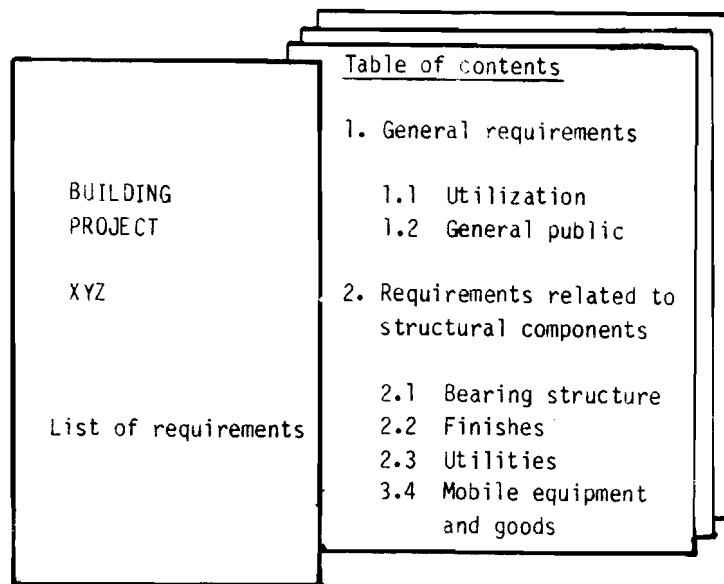 BUILDING
PROJECT
XYZ
List of requirements
Table of contents
1. General requirements
1.1 Utilization
1.2 General public
2. Requirements related to
structural components
2.1 Bearing structure
2.2 Finishes
2.3 Utilities
3.4 Mobile equipment
and goods